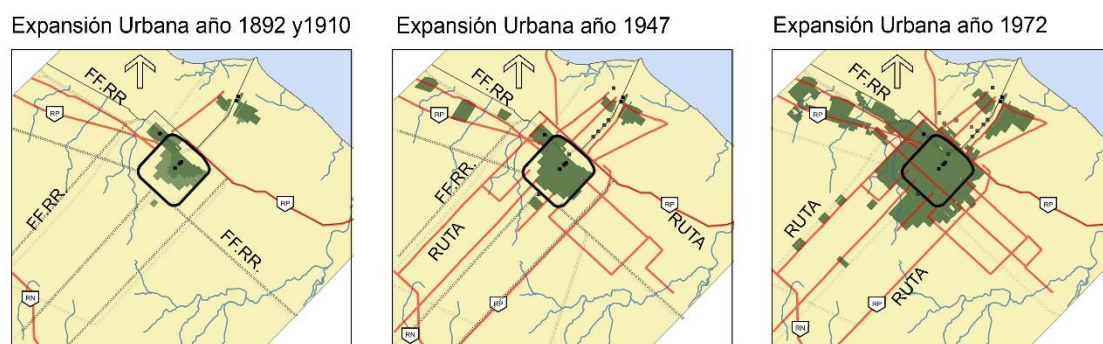 Expansión Urbana año 1892 y1910
FF.RR
RP
FF.RR.
RP
FF.RR.
RN
Expansión Urbana año 1947
FF.RR
RP
FF.RR.
RP
RUTA
RUTA
RP
RN
Expansión Urbana año 1972
FF.RR
RP
RP
RUTA
RUTA
RP
RN